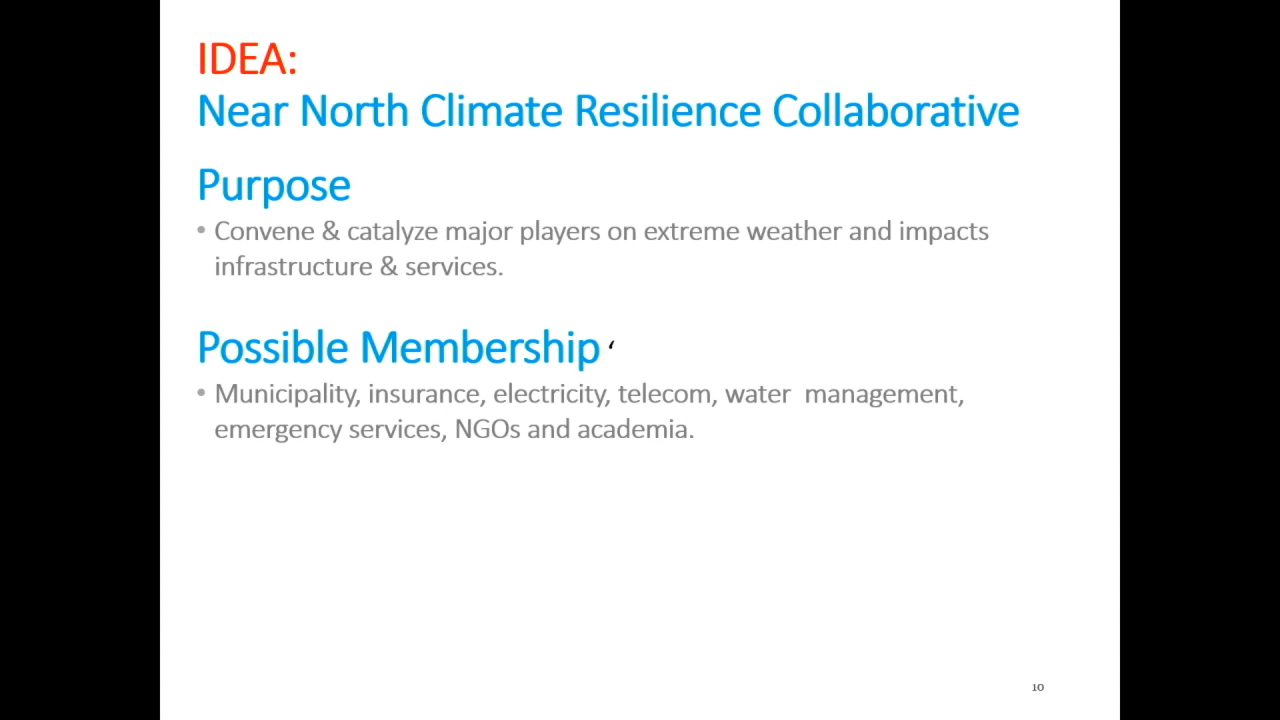 IDEA:
Near North Climate Resilience Collaborative
Purpose
• Convene & catalyze major players on extreme weather and impacts
infrastructure & services.
Possible Membership ‘
• Municipality, insurance, electricity, telecom, water  management,
emergency services, NGOs and academia.
10